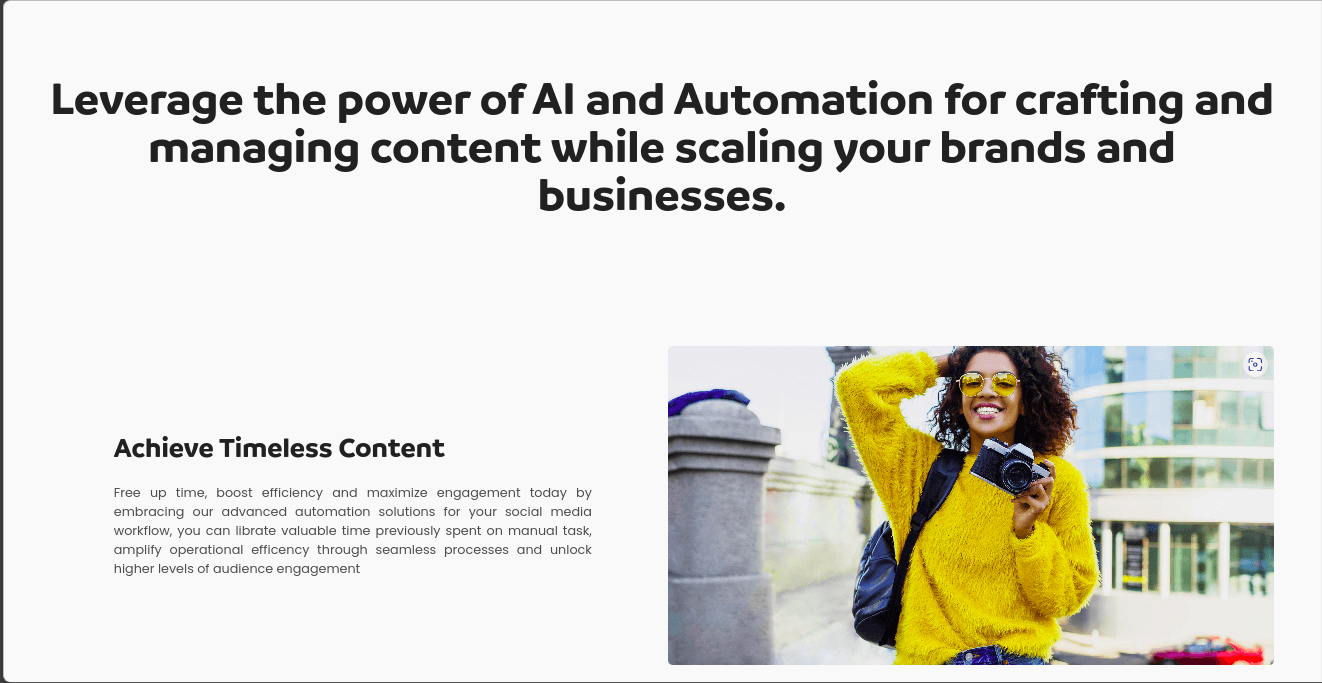 Leverage the power of AI and Automation for crafting and
managing content while scaling your brands and
businesses.
Achieve Timeless Content
Free up time, boost efficiency and maximize engagement today by
embracing our advanced automation solutions for your social media
workflow, you can librate valuable time previously spent on manual task,
amplify operational efficency through seamless processes and unlock
higher levels of audience engagement